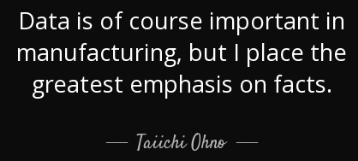 Data is of course important in
manufacturing, but I place the
greatest emphasis on facts.
Taiichi Ohno